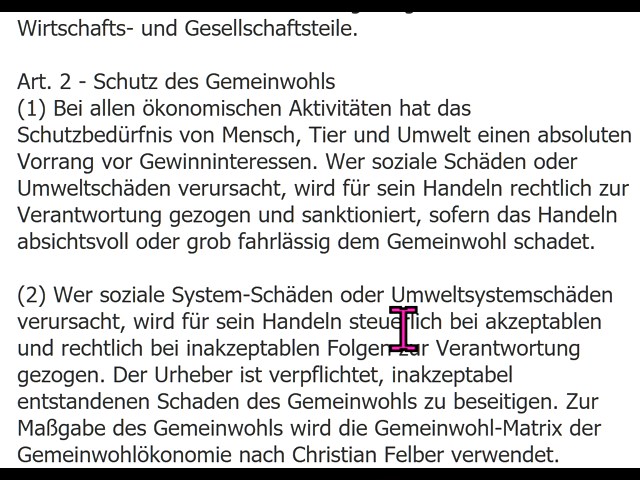 Wirtschafts- und Gesellschaftsteile.
Art. 2 - Schutz des Gemeinwohls
(1) Bei allen ökonomischen Aktivitäten hat das
Schutzbedürfnis von Mensch, Tier und Umwelt einen absoluten
Vorrang vor Gewinninteressen. Wer soziale Schäden oder
Umweltschäden verursacht, wird für sein Handeln rechtlich zur
Verantwortung gezogen und sanktioniert, sofern das Handeln
absichtsvoll oder grob fahrlässig dem Gemeinwohl schadet.
(2) Wer soziale System-Schäden oder Umweltsystemschäden
verursacht, wird für sein Handeln steuerlich bei akzeptablen
und rechtlich bei inakzeptablen Folgen zur Verantwortung
gezogen. Der Urheber ist verpflichtet, inakzeptabel
entstandenen Schaden des Gemeinwohls zu beseitigen. Zur
Maßgabe des Gemeinwohls wird die Gemeinwohl-Matrix der
Gemeinwohlökonomie nach Christian Felber verwendet.